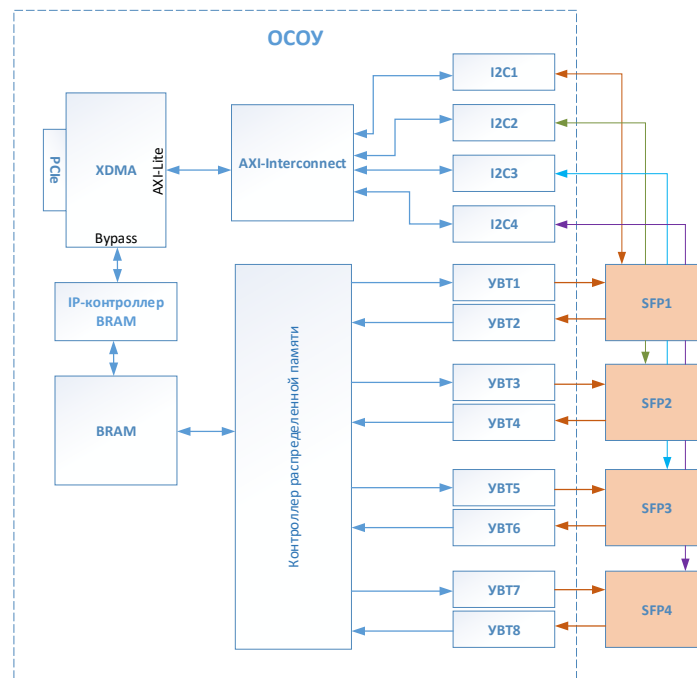 ОСОУ
PCIe
XDMA
AXI-Lite
Bypass
AXI-Interconnect
I2C1
I2C2
I2C3
I2C4
IP-контроллер
BRAM
BRAM
Контроллер распределенной памяти
УВТ1
УВТ2
УВТ3
УВТ4
УВТ5
УВТ6
УВТ7
УВТ8
SFP1
SFP2
SFP3
SFP4